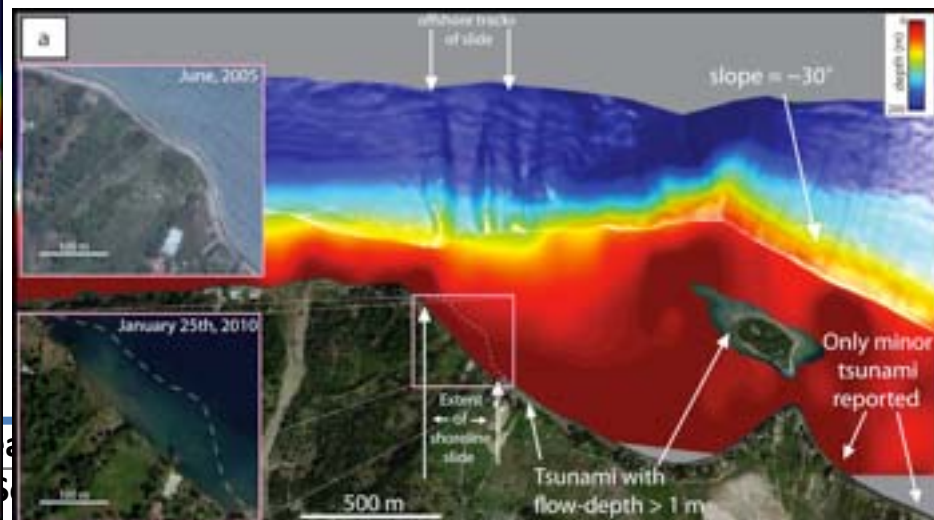 a
June, 2005
offshore tracks
of slide
slope = ~30°
depth (m)
January 25th, 2010
Extent
of
shoreline
slide
500 m
Tsunami with
flow-depth > 1 m
Only minor
tsunami
reported